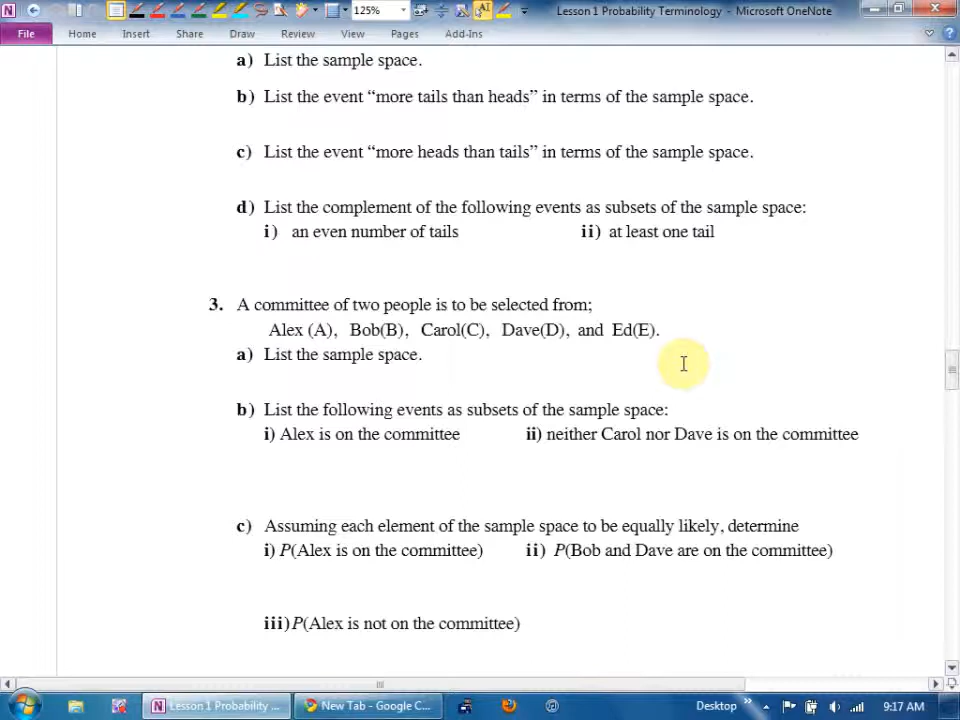 125%
Lesson 1 Probability Terminology - Microsoft OneNote
File Home Insert Share Draw Review View Pages Add-Ins
a) List the sample space.
b) List the event “more tails than heads” in terms of the sample space.
c) List the event “more heads than tails” in terms of the sample space.
d) List the complement of the following events as subsets of the sample space:
i) an even number of tails ii) at least one tail
3. A committee of two people is to be selected from;
Alex (A), Bob(B), Carol(C), Dave(D), and Ed(E).
a) List the sample space.
b) List the following events as subsets of the sample space:
i) Alex is on the committee ii) neither Carol nor Dave is on the committee
c) Assuming each element of the sample space to be equally likely, determine
i) P(Alex is on the committee) ii) P(Bob and Dave are on the committee)
iii) P(Alex is not on the committee)
Lesson 1 Probability ... New Tab - Google C... Desktop » 9:17 AM